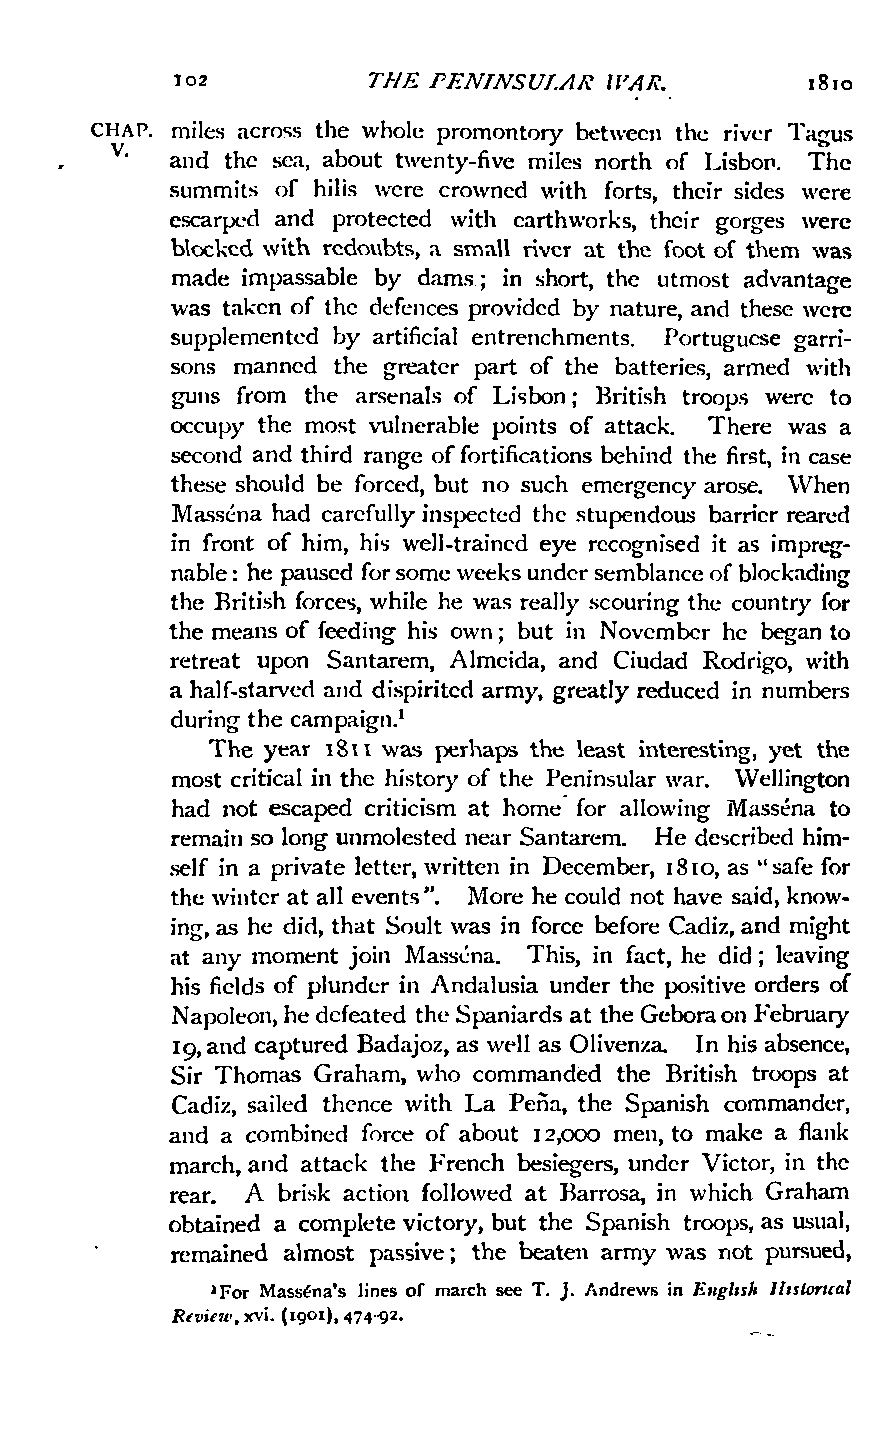 102 THE PENINSULAR WAR. 1810
CHAP. V.
miles across the whole promontory between the river Tagus
and the sea, about twenty-five miles north of Lisbon. The
summits of hills were crowned with forts, their sides were
escarped and protected with earthworks, their gorges were
blocked with redoubts, a small river at the foot of them was
made impassable by dams; in short, the utmost advantage
was taken of the defences provided by nature, and these were
supplemented by artificial entrenchments. Portuguese garri-
sons manned the greater part of the batteries, armed with
guns from the arsenals of Lisbon; British troops were to
occupy the most vulnerable points of attack. There was a
second and third range of fortifications behind the first, in case
these should be forced, but no such emergency arose. When
Masséna had carefully inspected the stupendous barrier reared
in front of him, his well-trained eye recognised it as impreg-
nable: he paused for some weeks under semblance of blockading
the British forces, while he was really scouring the country for
the means of feeding his own; but in November he began to
retreat upon Santarem, Almeida, and Ciudad Rodrigo, with
a half-starved and dispirited army, greatly reduced in numbers
during the campaign.¹
The year 1811 was perhaps the least interesting, yet the
most critical in the history of the Peninsular war. Wellington
had not escaped criticism at home for allowing Masséna to
remain so long unmolested near Santarem. He described him-
self in a private letter, written in December, 1810, as "safe for
the winter at all events". More he could not have said, know-
ing, as he did, that Soult was in force before Cadiz, and might
at any moment join Masséna. This, in fact, he did; leaving
his fields of plunder in Andalusia under the positive orders of
Napoleon, he defeated the Spaniards at the Gebora on February
19, and captured Badajoz, as well as Olivenza. In his absence,
Sir Thomas Graham, who commanded the British troops at
Cadiz, sailed thence with La Peña, the Spanish commander,
and a combined force of about 12,000 men, to make a flank
march, and attack the French besiegers, under Victor, in the
rear. A brisk action followed at Barrosa, in which Graham
obtained a complete victory, but the Spanish troops, as usual,
remained almost passive; the beaten army was not pursued,
¹For Masséna's lines of march see T. J. Andrews in English Historical
Review, xvi. (1901), 474-92.